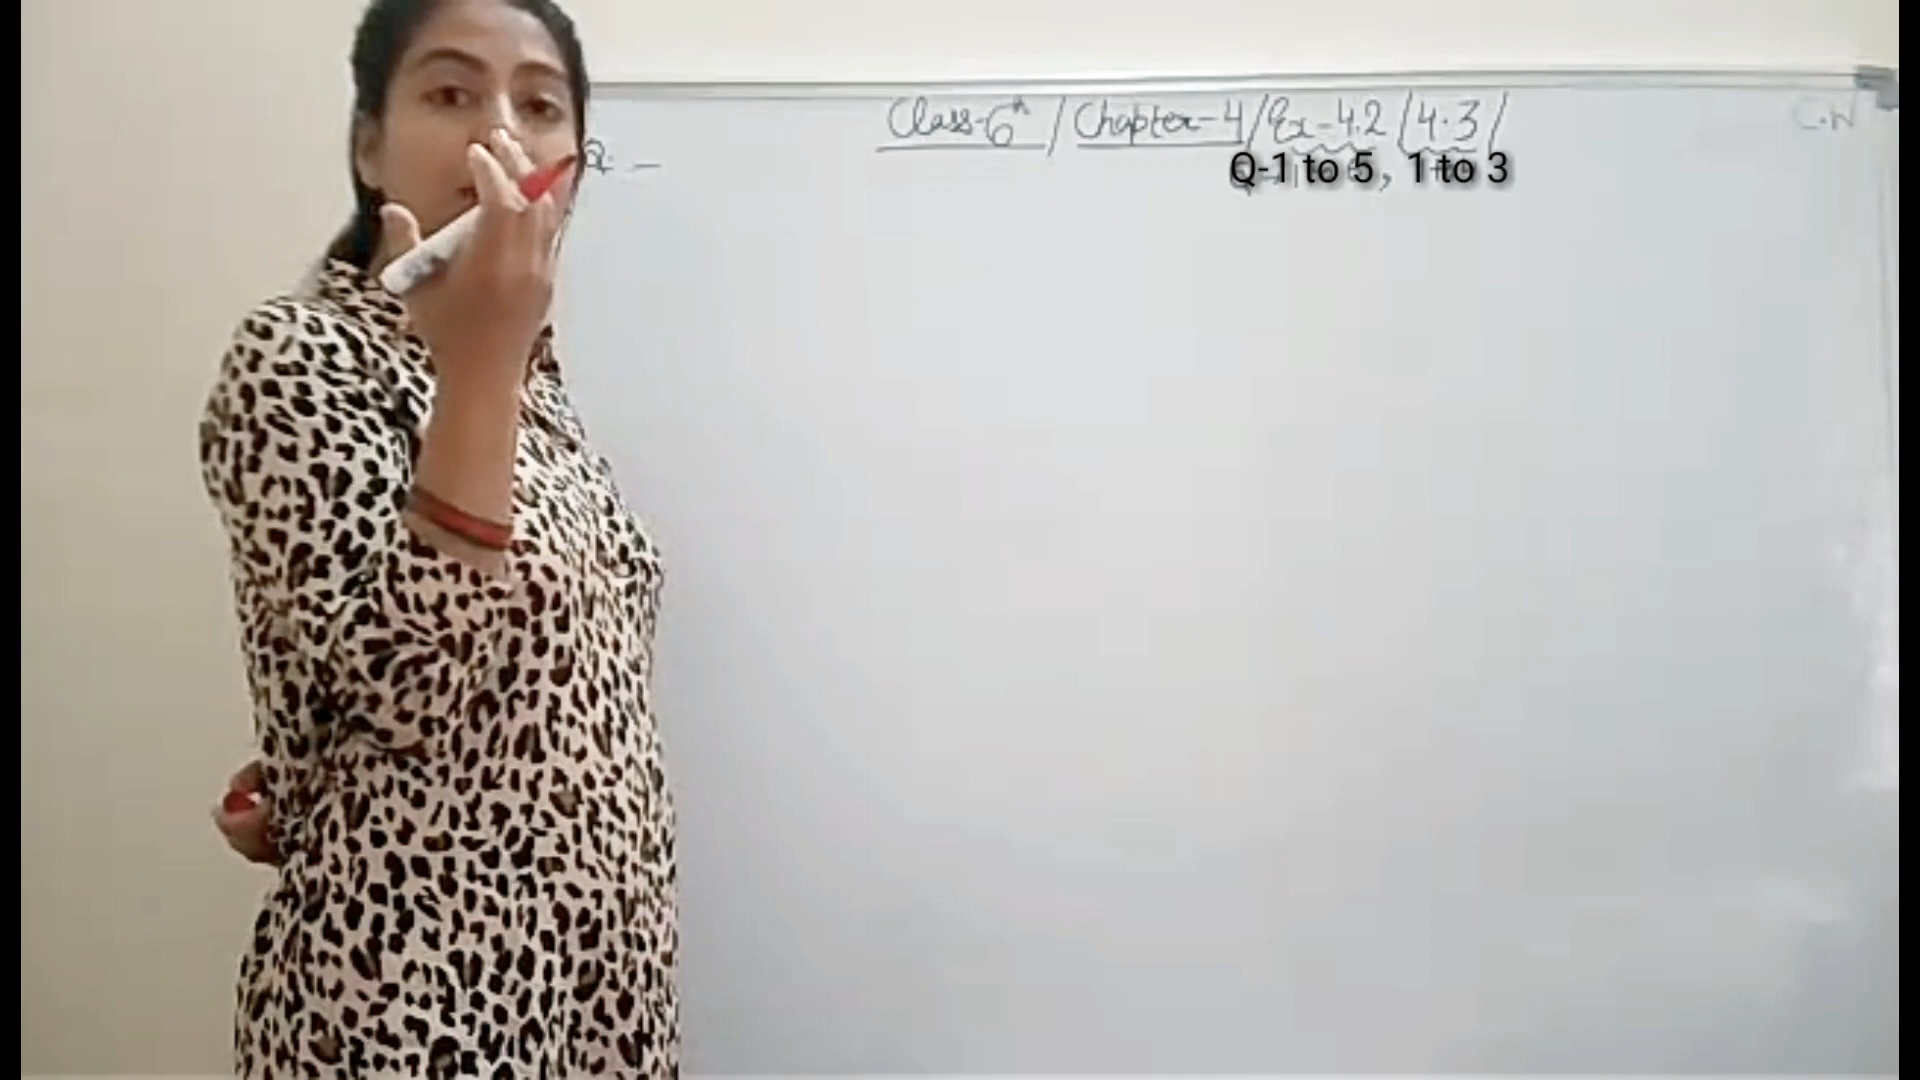 Class-6th / Chapter-4 / Ex-4.2 / 4.3 / C.W
Q-1 to 5, 1 to 3
Q. -